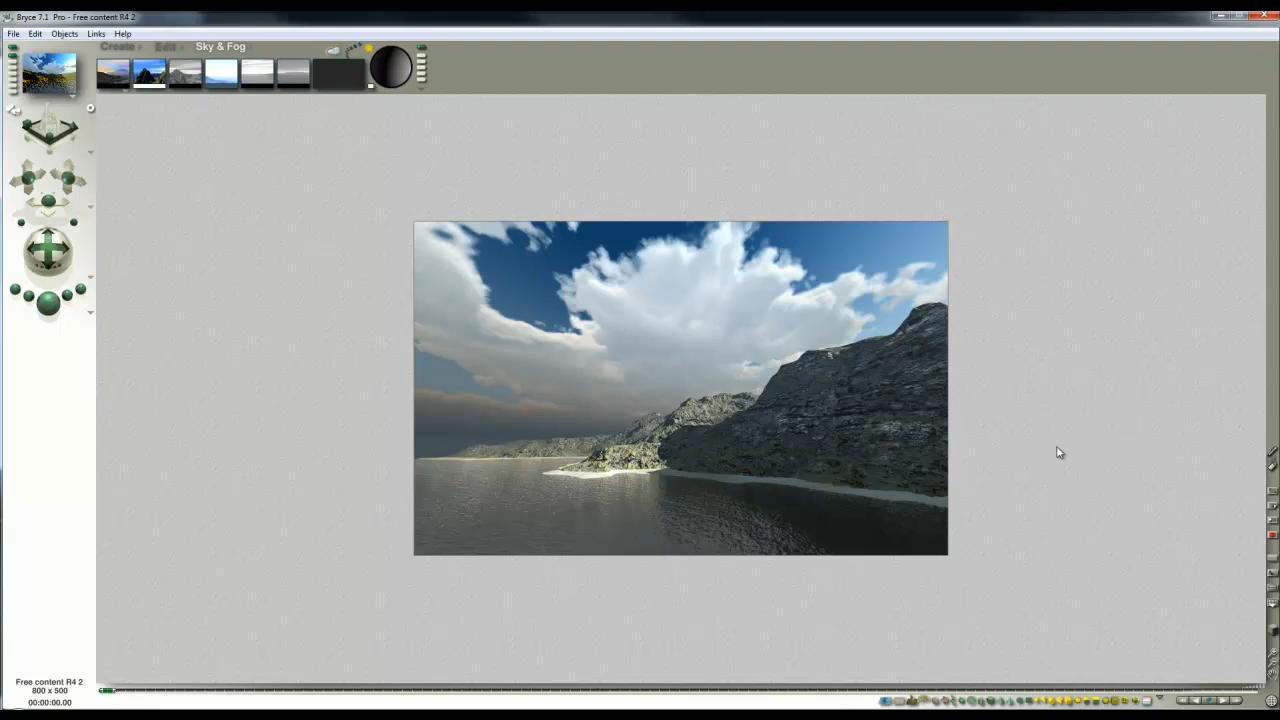 Bryce 7.1 Pro - Free content R4 2
File Edit Objects Links Help
Create Edit Sky & Fog
Free content R4 2
800 x 500
00:00:00.00